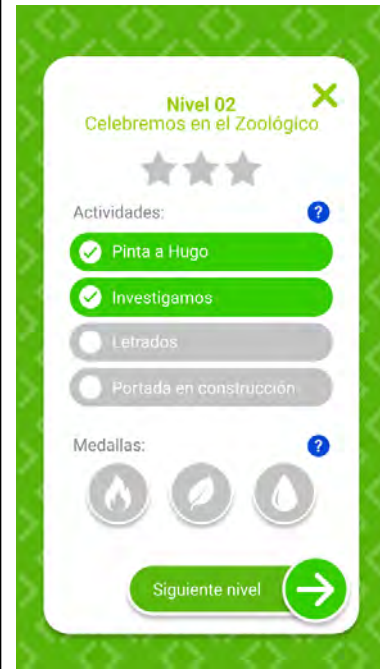 Nivel 02
Celebremos en el Zoológico
Actividades:
?
Pinta a Hugo
Investigamos
Letrados
Portada en construcción
Medallas:
?
Siguiente nivel